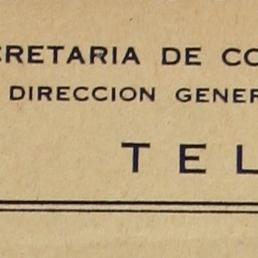 CRETARIA DE CO
DIRECCION GENER
TEL